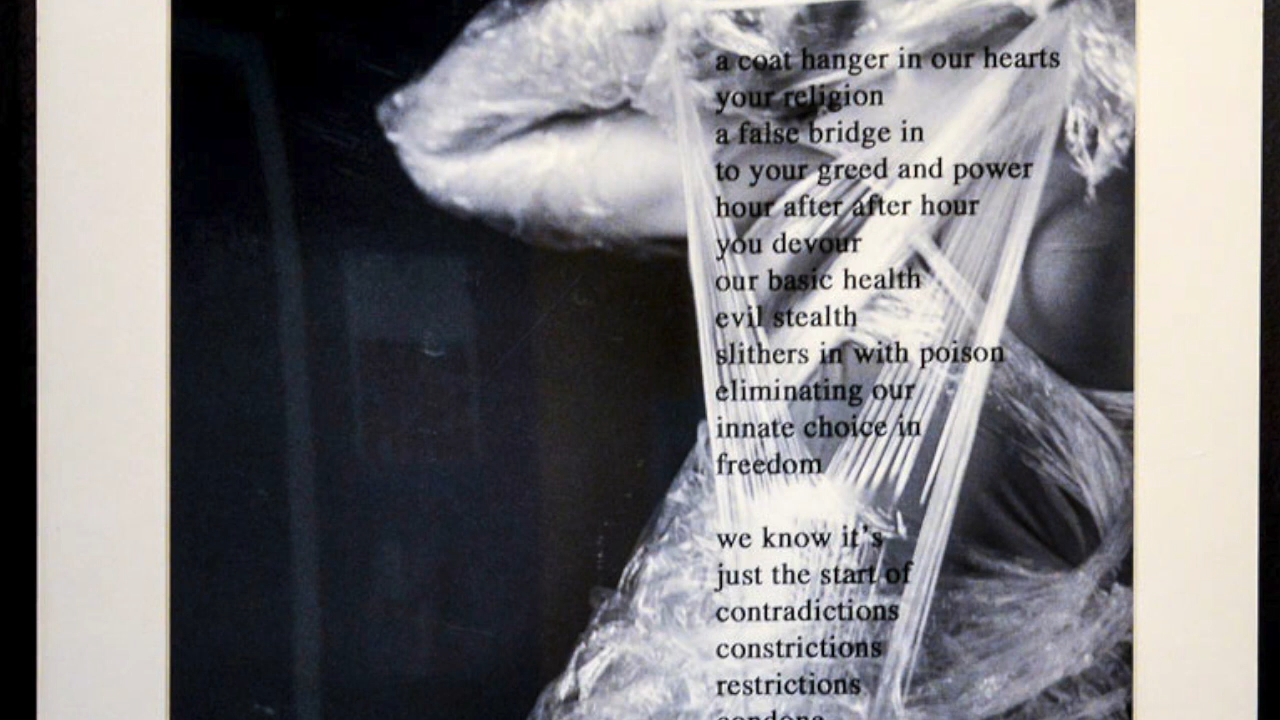 a coat hanger in our hearts
your religion
a false bridge in
to your greed and power
hour after after hour
you devour
our basic health
evil stealth
slithers in with poison
eliminating our
innate choice in
freedom
we know it's
just the start of
contradictions
constrictions
restrictions
condone